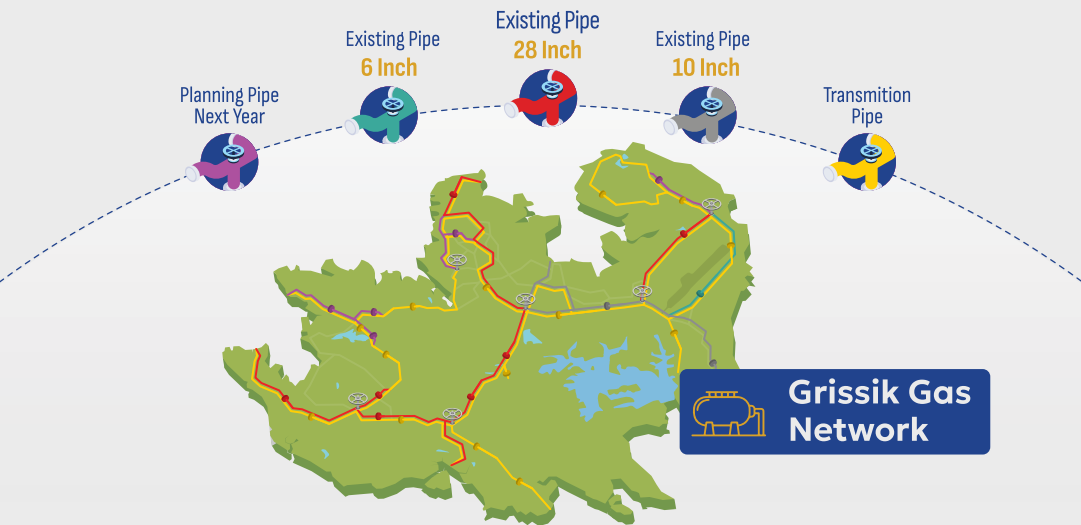 Planning Pipe
Next Year
Existing Pipe
6 Inch
Existing Pipe
28 Inch
Existing Pipe
10 Inch
Transmition
Pipe
Grissik Gas
Network